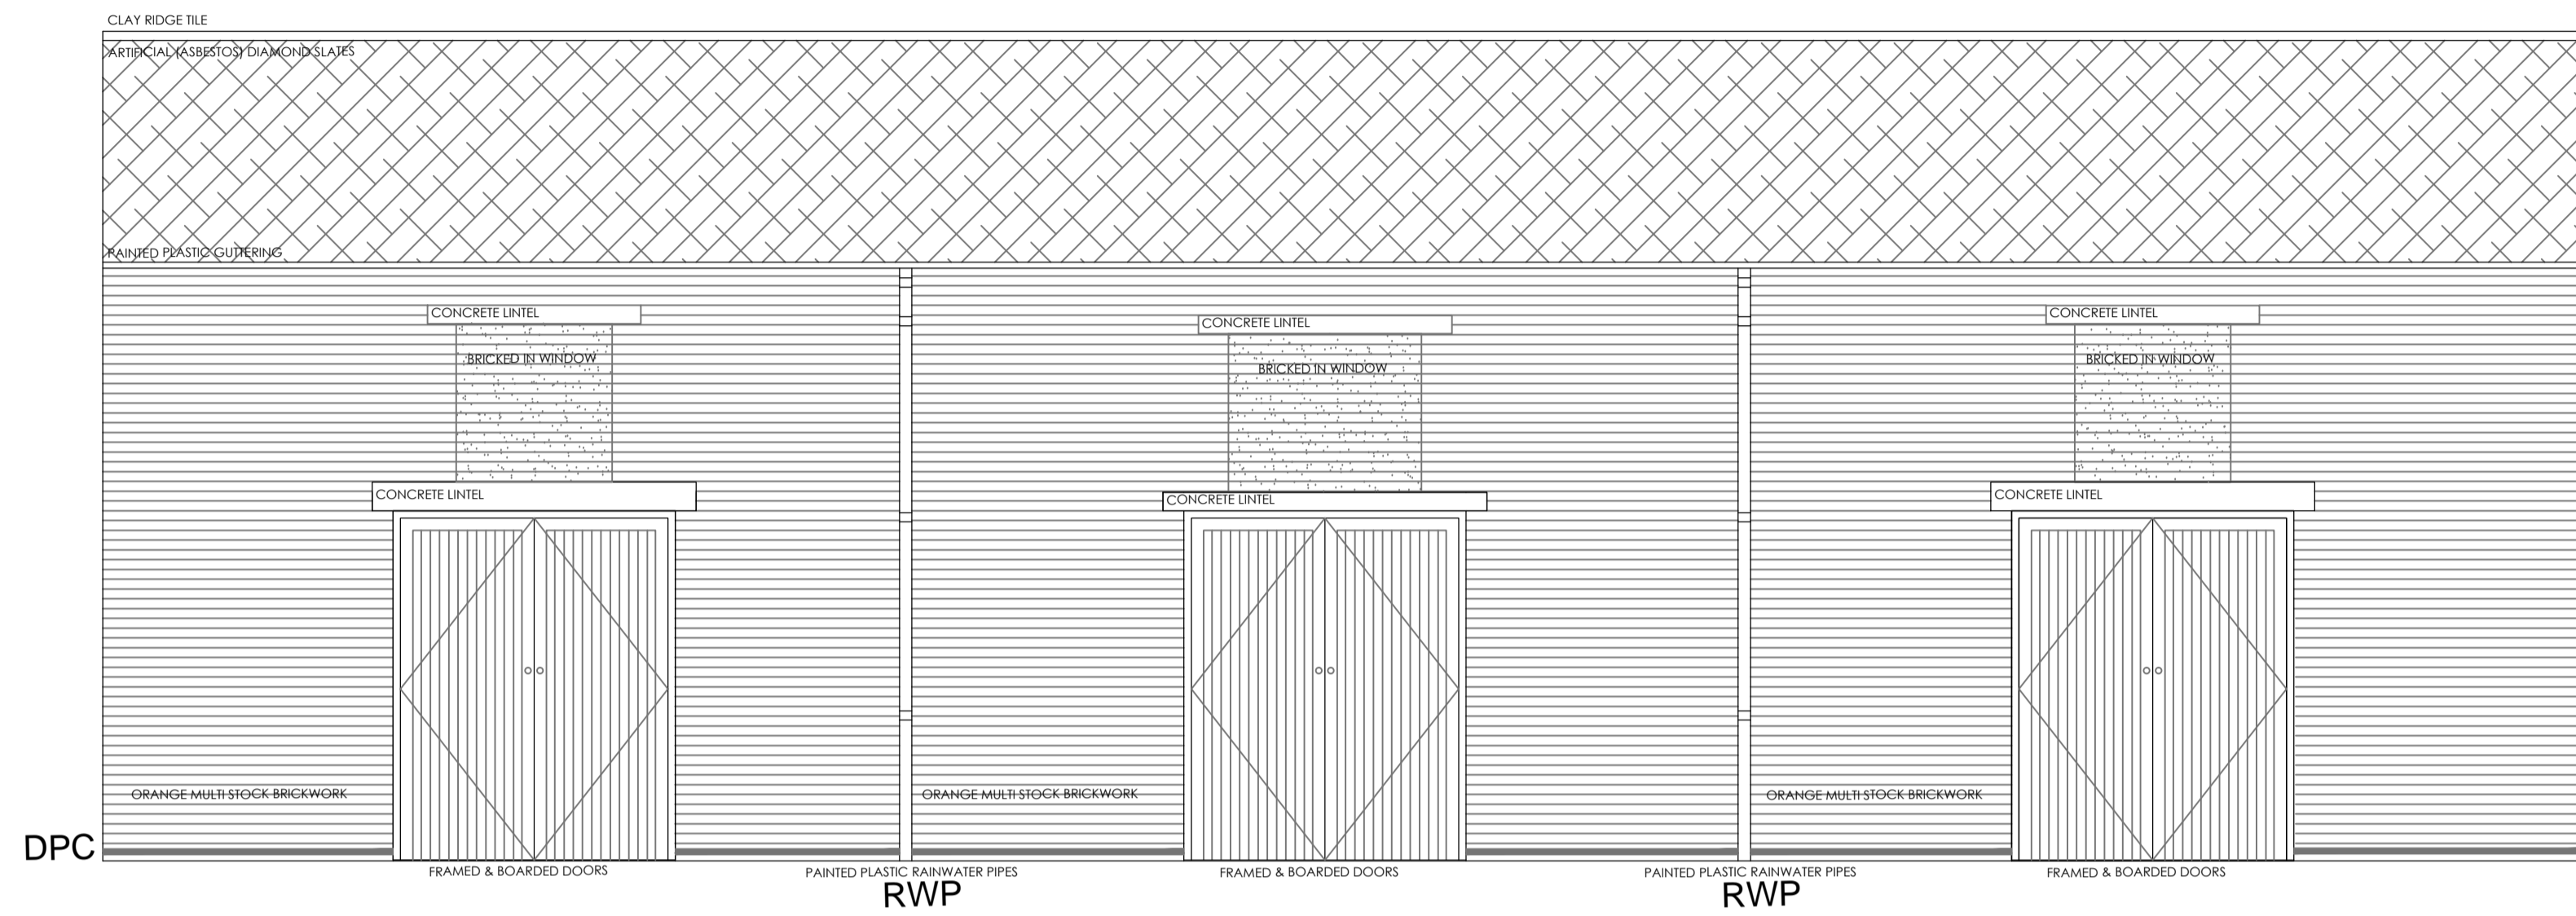 CLAY RIDGE TILE
ARTIFICIAL (ASBESTOS) DIAMOND SLATES
PAINTED PLASTIC GUTTERING
CONCRETE LINTEL
CONCRETE LINTEL
CONCRETE LINTEL
BRICKED IN WINDOW
BRICKED IN WINDOW
BRICKED IN WINDOW
CONCRETE LINTEL
CONCRETE LINTEL
CONCRETE LINTEL
ORANGE MULTI STOCK BRICKWORK
ORANGE MULTI STOCK BRICKWORK
ORANGE MULTI STOCK BRICKWORK
DPC
FRAMED & BOARDED DOORS
PAINTED PLASTIC RAINWATER PIPES
FRAMED & BOARDED DOORS
PAINTED PLASTIC RAINWATER PIPES
FRAMED & BOARDED DOORS
RWP
RWP